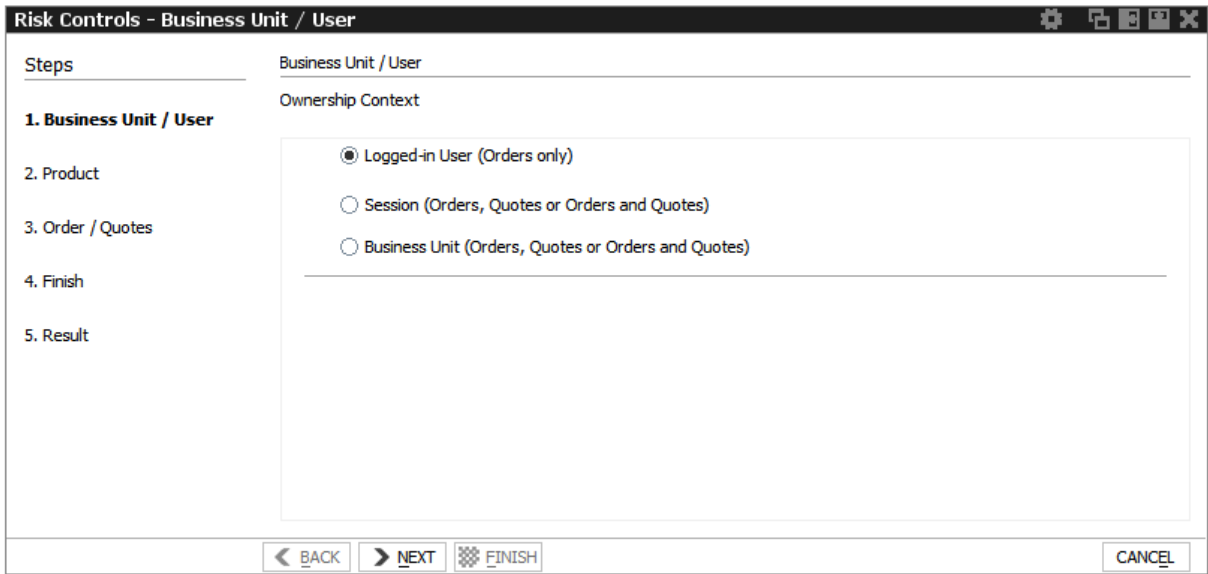 Risk Controls - Business Unit / User
Steps
1. Business Unit / User
2. Product
3. Order / Quotes
4. Finish
5. Result
Business Unit / User
Ownership Context
Logged-in User (Orders only)
Session (Orders, Quotes or Orders and Quotes)
Business Unit (Orders, Quotes or Orders and Quotes)
BACK NEXT FINISH CANCEL